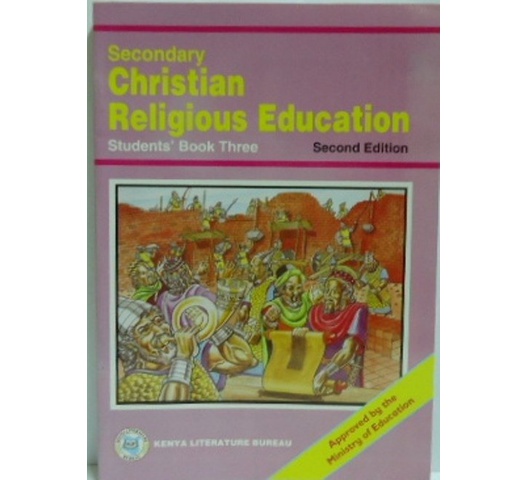 Secondary
Christian
Religious Education
Students' Book Three
Second Edition
Approved by the
Ministry of Education
KENYA LITERATURE BUREAU